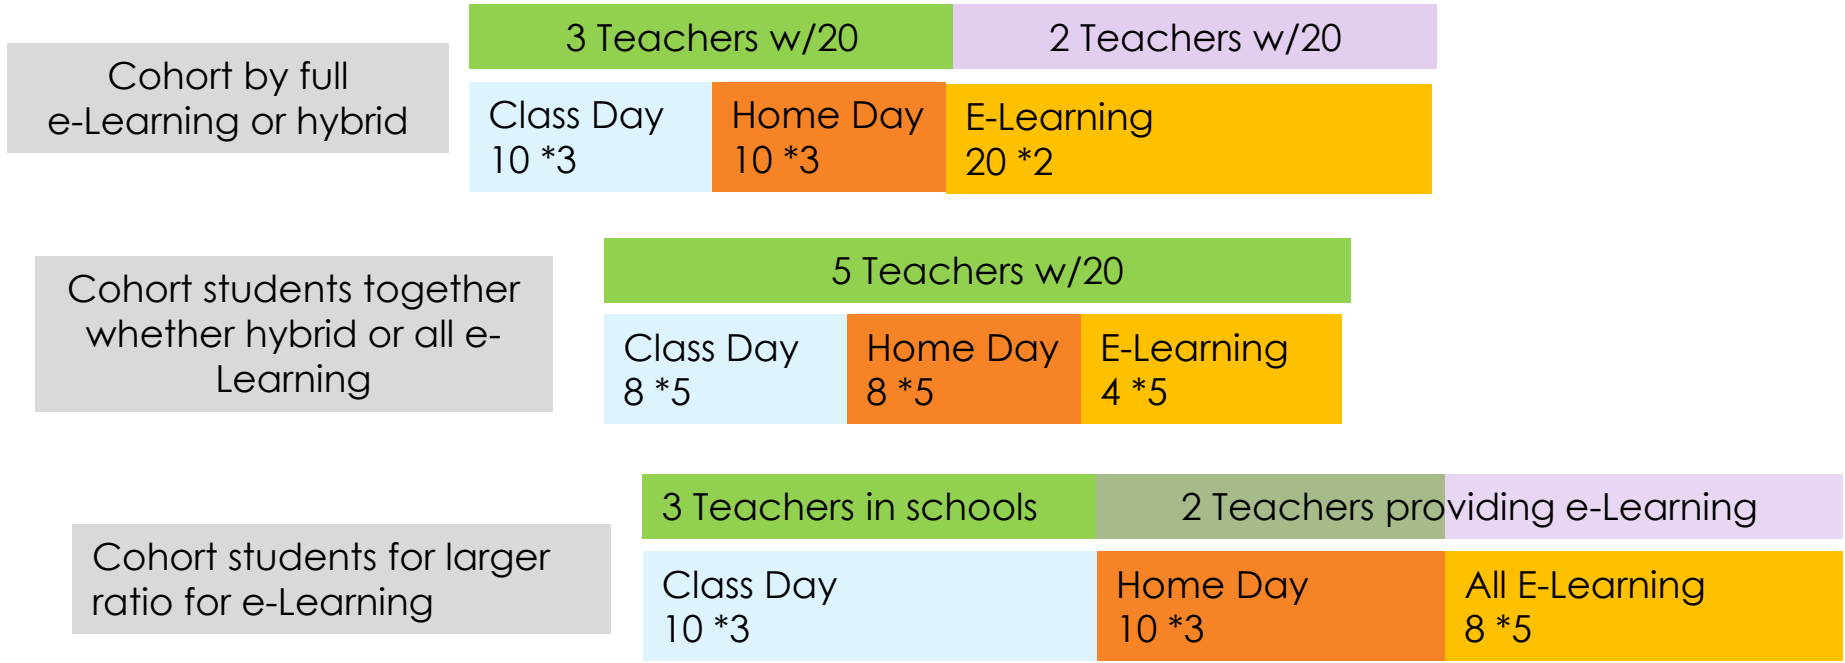 3 Teachers w/20
2 Teachers w/20
Cohort by full
e-Learning or hybrid
Class Day
10 *3
Home Day
10 *3
E-Learning
20 *2
5 Teachers w/20
Cohort students together
whether hybrid or all e-
Learning
Class Day
8 *5
Home Day
8 *5
E-Learning
4 *5
3 Teachers in schools
2 Teachers providing e-Learning
Cohort students for larger
ratio for e-Learning
Class Day
10 *3
Home Day
10 *3
All E-Learning
8 *5